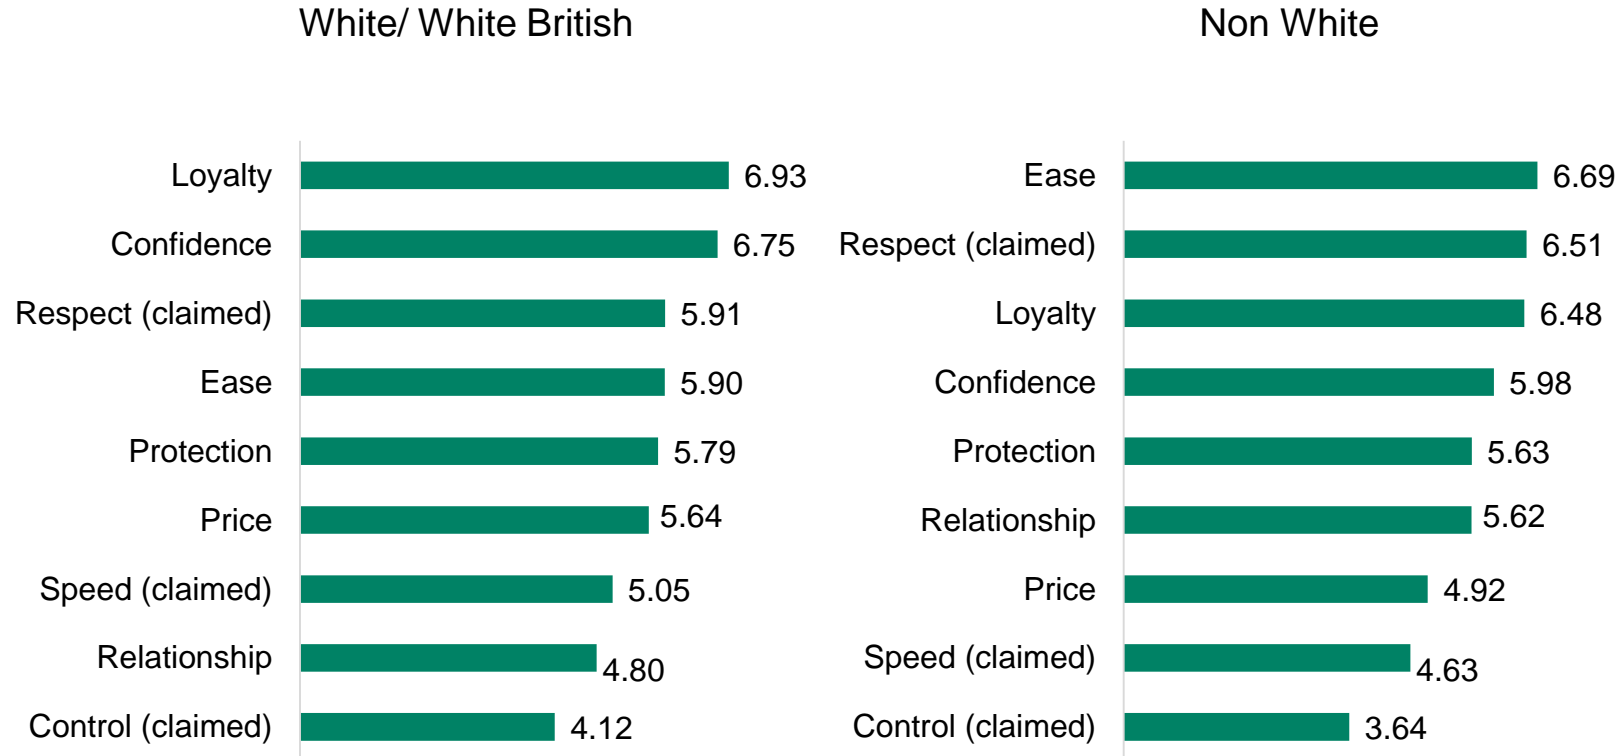 White/ White British
Loyalty 6.93
Confidence 6.75
Respect (claimed) 5.91
Ease 5.90
Protection 5.79
Price 5.64
Speed (claimed) 5.05
Relationship 4.80
Control (claimed) 4.12
Non White
Ease 6.69
Respect (claimed) 6.51
Loyalty 6.48
Confidence 5.98
Protection 5.63
Relationship 5.62
Price 4.92
Speed (claimed) 4.63
Control (claimed) 3.64